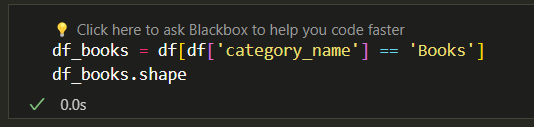 💡 Click here to ask Blackbox to help you code faster
df_books = df[df['category_name'] == 'Books']
df_books.shape
✓ 0.0s